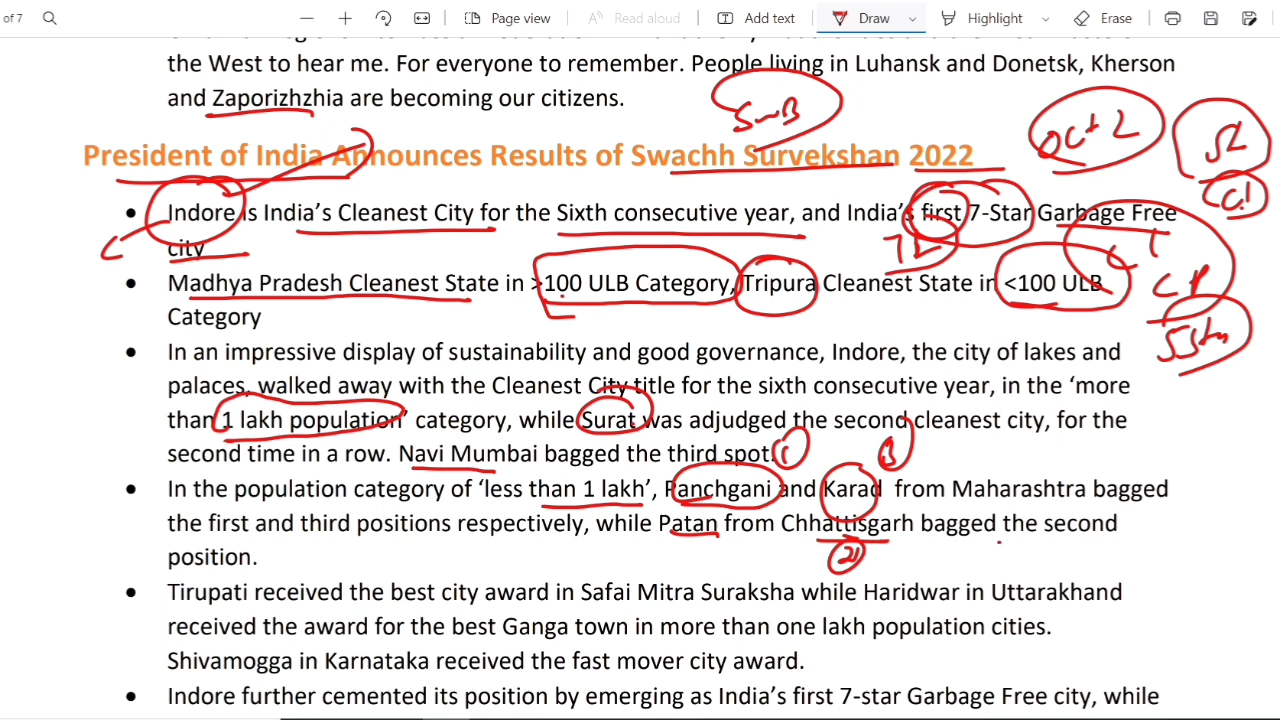 of 7
Page view
Read aloud
Add text
Draw
Highlight
Erase
the West to hear me. For everyone to remember. People living in Luhansk and Donetsk, Kherson
and Zaporizhzhia are becoming our citizens.
SWB
Oct 2
President of India Announces Results of Swachh Survekshan 2022
• Indore is India's Cleanest City for the Sixth consecutive year, and India's first 7-Star Garbage Free
city
• Madhya Pradesh Cleanest State in >100 ULB Category, Tripura Cleanest State in <100 ULB
Category
• In an impressive display of sustainability and good governance, Indore, the city of lakes and
palaces, walked away with the Cleanest City title for the sixth consecutive year, in the 'more
than 1 lakh population' category, while Surat was adjudged the second cleanest city, for the
second time in a row. Navi Mumbai bagged the third spot.
1
3
• In the population category of 'less than 1 lakh', Panchgani and Karad from Maharashtra bagged
the first and third positions respectively, while Patan from Chhattisgarh bagged the second
position.
2
• Tirupati received the best city award in Safai Mitra Suraksha while Haridwar in Uttarakhand
received the award for the best Ganga town in more than one lakh population cities.
Shivamogga in Karnataka received the fast mover city award.
• Indore further cemented its position by emerging as India's first 7-star Garbage Free city, while